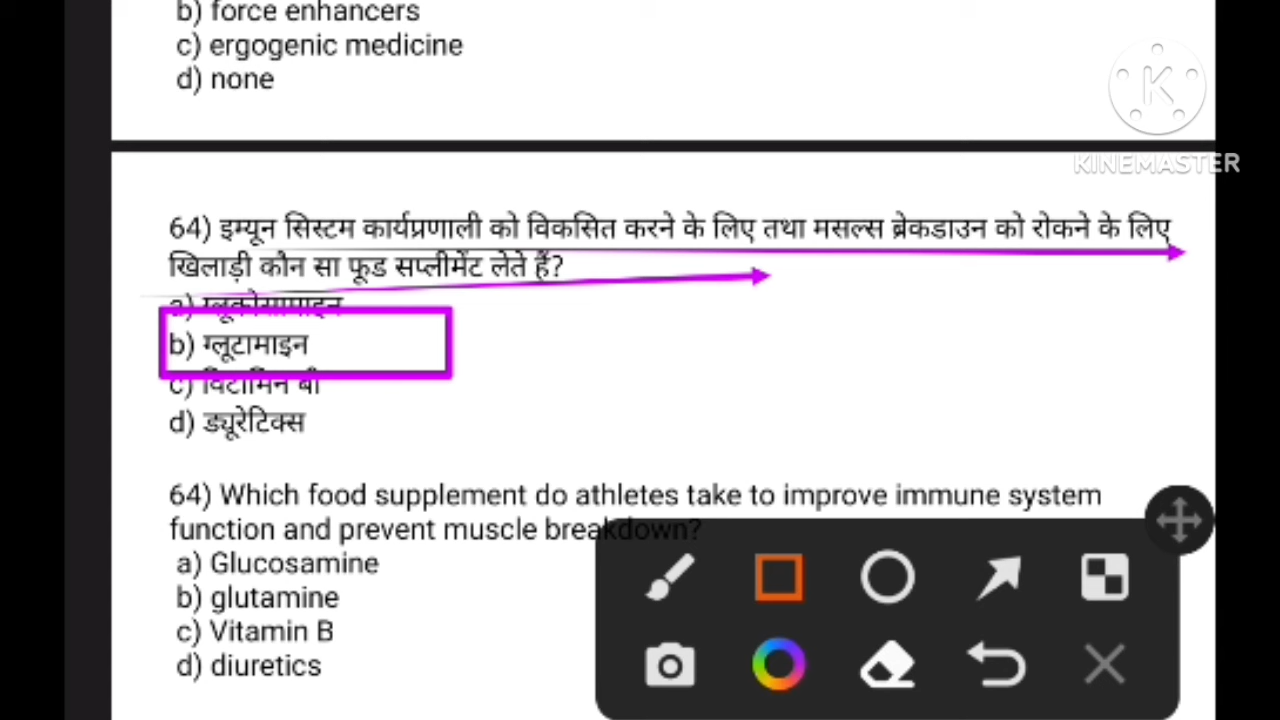 b) force enhancers
c) ergogenic medicine
d) none
KINEMASTER
64) इम्यून सिस्टम कार्यप्रणाली को विकसित करने के लिए तथा मसल्स ब्रेकडाउन को रोकने के लिए
खिलाड़ी कौन सा फूड सप्लीमेंट लेते हैं?
a) ग्लूकोसामाइन
b) ग्लूटामाइन
c) विटामिन बी
d) ड्यूरेटिक्स
64) Which food supplement do athletes take to improve immune system
function and prevent muscle breakdown?
a) Glucosamine
b) glutamine
c) Vitamin B
d) diuretics